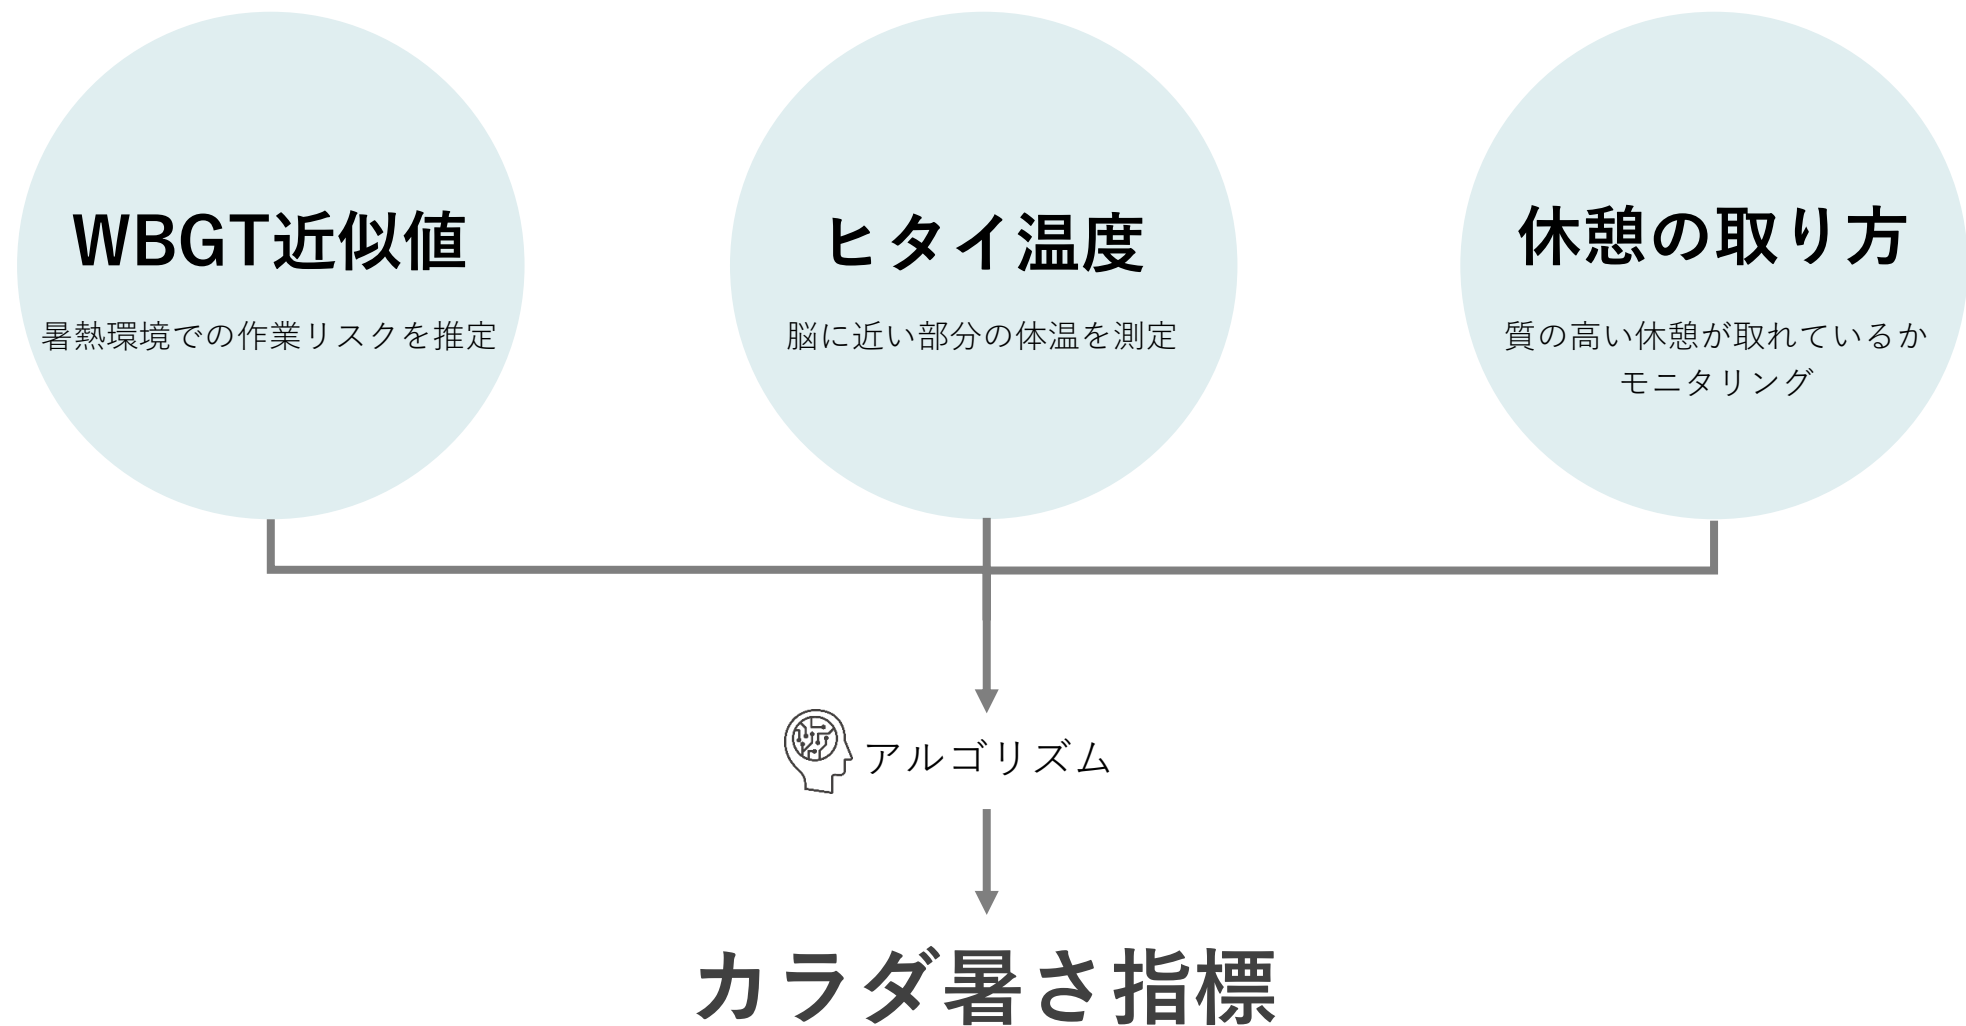 WBGT近似値
暑熱環境での作業リスクを推定
ヒタイ温度
脳に近い部分の体温を測定
休憩の取り方
質の高い休憩が取れているか
モニタリング
アルゴリズム
カラダ暑さ指標